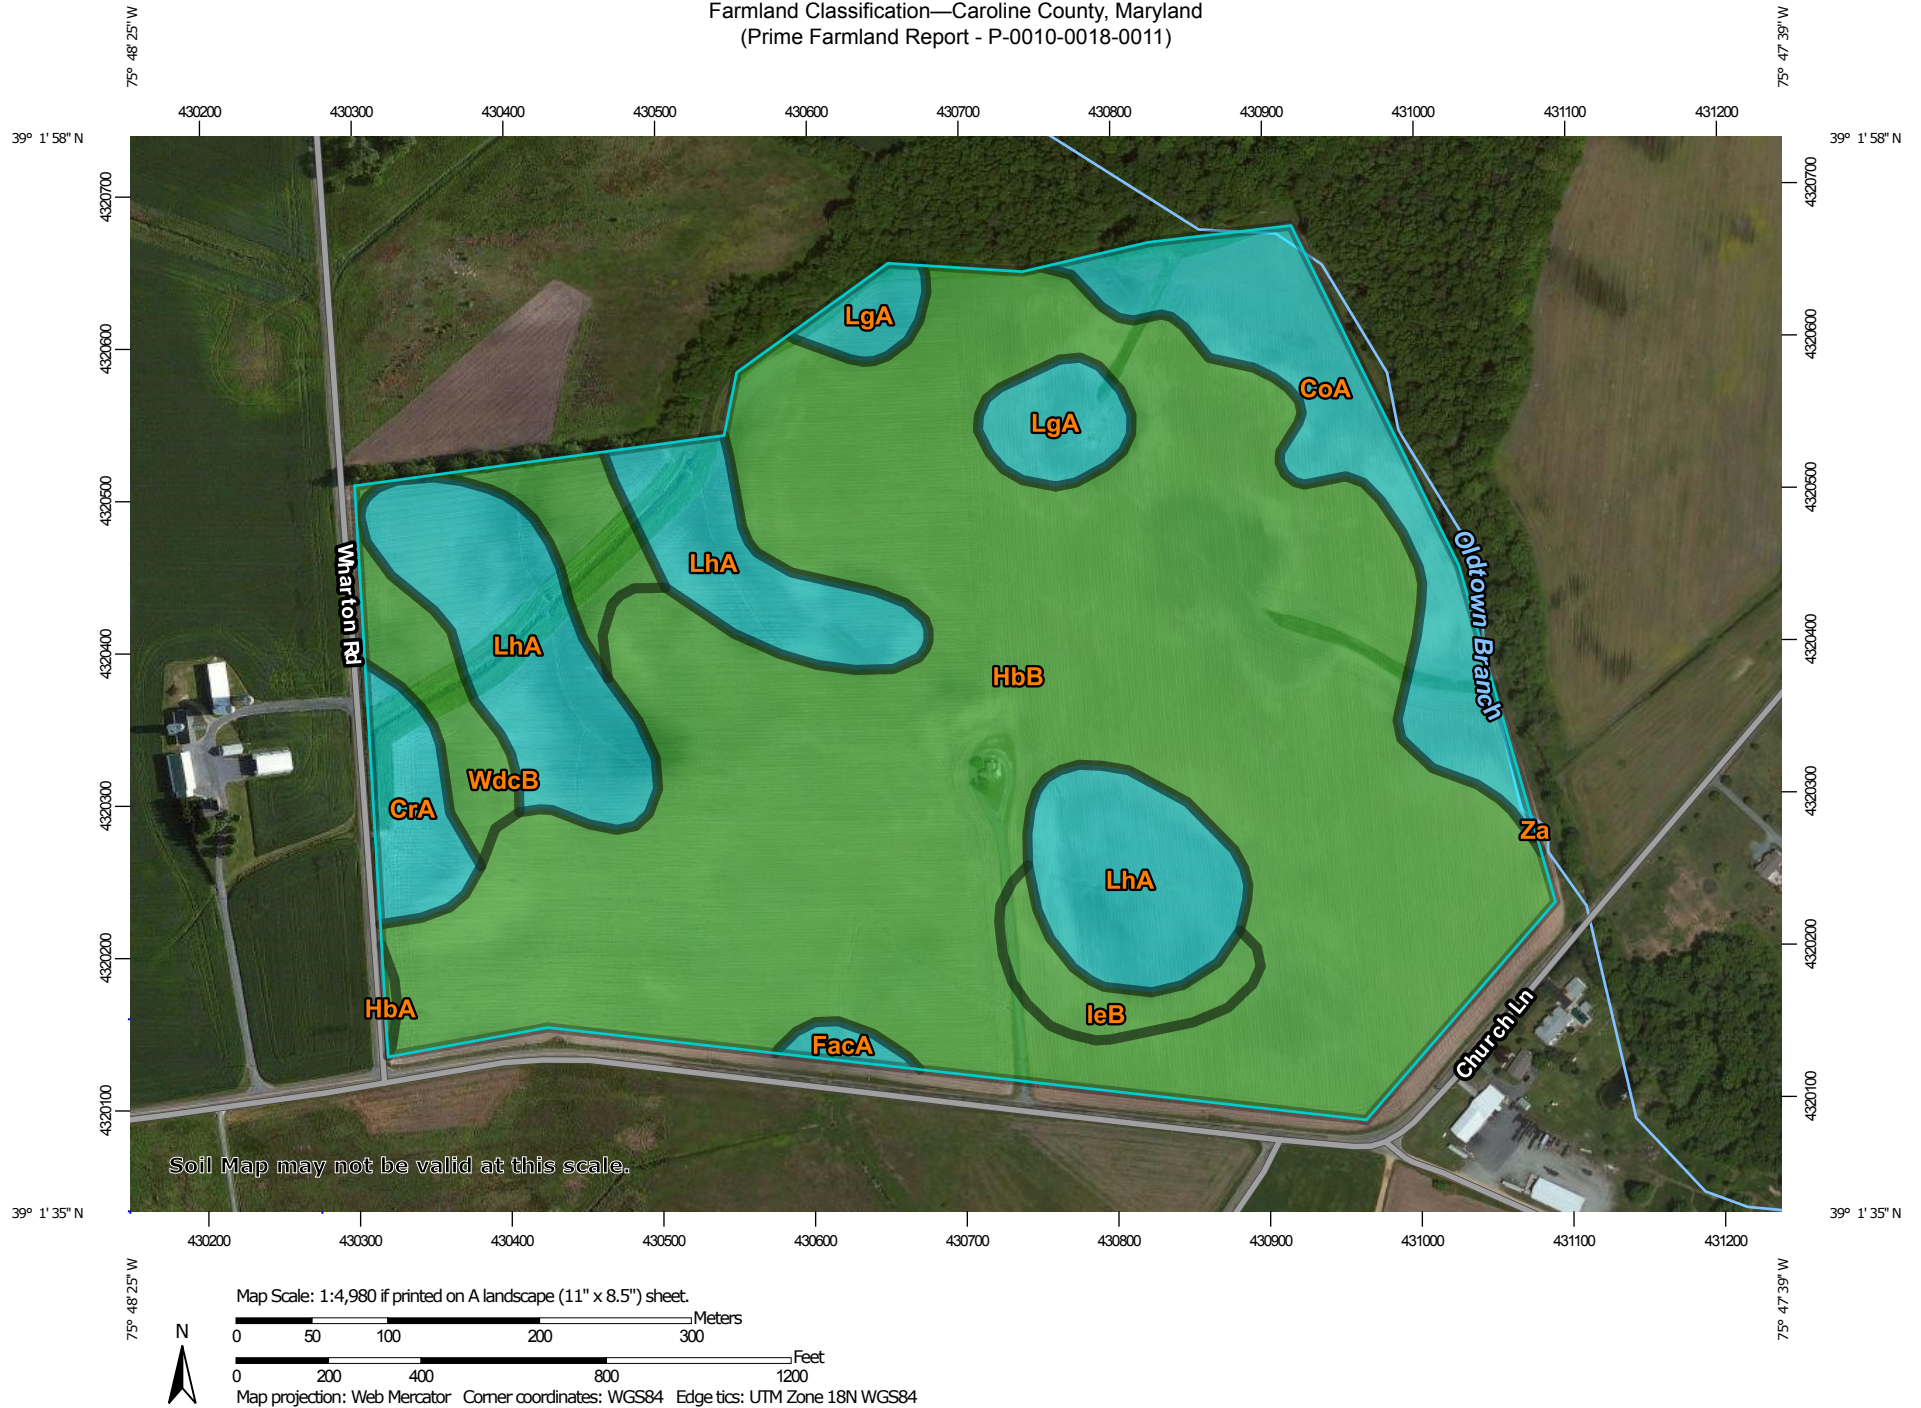 Farmland Classification—Caroline County, Maryland
(Prime Farmland Report - P-0010-0018-0011)
75° 48' 25'' W
75° 47' 39'' W
430200 430300 430400 430500 430600 430700 430800 430900 431000 431100 431200
39° 1' 58'' N
39° 1' 58'' N
4320700
4320700
LgA
4320600
4320600
CoA
LgA
4320500
4320500
LhA
Wharton Rd
Oldtown Branch
LhA
4320400
4320400
HbB
WdcB
CrA
4320300
4320300
Za
LhA
4320200
4320200
HbA
IeB
Church Ln
FacA
4320100
4320100
Soil Map may not be valid at this scale.
39° 1' 35'' N
39° 1' 35'' N
430200 430300 430400 430500 430600 430700 430800 430900 431000 431100 431200
75° 48' 25'' W
75° 47' 39'' W
Map Scale: 1:4,980 if printed on A landscape (11" x 8.5") sheet.
Meters
0 50 100 200 300
N
Feet
0 200 400 800 1200
Map projection: Web Mercator Corner coordinates: WGS84 Edge tics: UTM Zone 18N WGS84